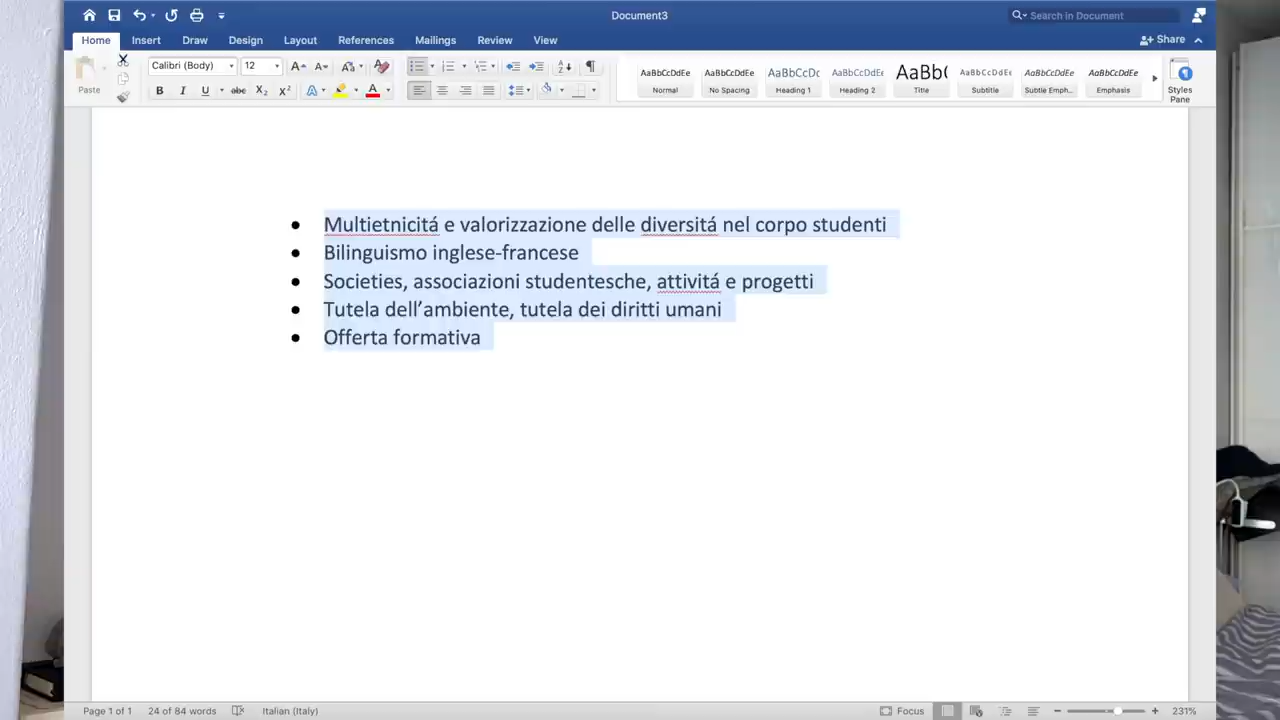 Document3
Search in Document
Home Insert Draw Design Layout References Mailings Review View
Share
Paste
Calibri (Body) 12
AaBbCcDdEe AaBbCcDdEe AaBbCcDc AaBbCcDdEe AaBb( AaBbCcDdEe AaBbCcDdEe AaBbCcDdEe
Normal No Spacing Heading 1 Heading 2 Title Subtitle Subtle Emph... Emphasis
Styles
Pane
B I U abc X₂ X²
• Multietnicitá e valorizzazione delle diversitá nel corpo studenti
• Bilinguismo inglese-francese
• Societies, associazioni studentesche, attivitá e progetti
• Tutela dell’ambiente, tutela dei diritti umani
• Offerta formativa
Page 1 of 1 24 of 84 words Italian (Italy) Focus 231%